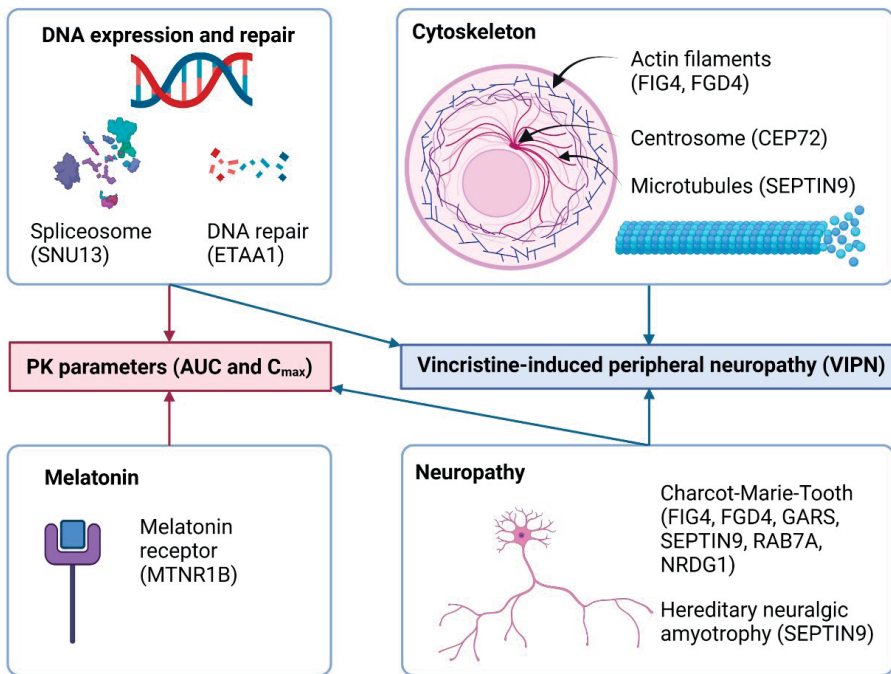 DNA expression and repair
Spliceosome
(SNU13)
DNA repair
(ETAA1)
Cytoskeleton
Actin filaments
(FIG4, FGD4)
Centrosome (CEP72)
Microtubules (SEPTIN9)
PK parameters (AUC and Cmax)
Vincristine-induced peripheral neuropathy (VIPN)
Melatonin
Melatonin
receptor
(MTNR1B)
Neuropathy
Charcot-Marie-Tooth
(FIG4, FGD4, GARS,
SEPTIN9, RAB7A,
NRDG1)
Hereditary neuralgic
amyotrophy (SEPTIN9)